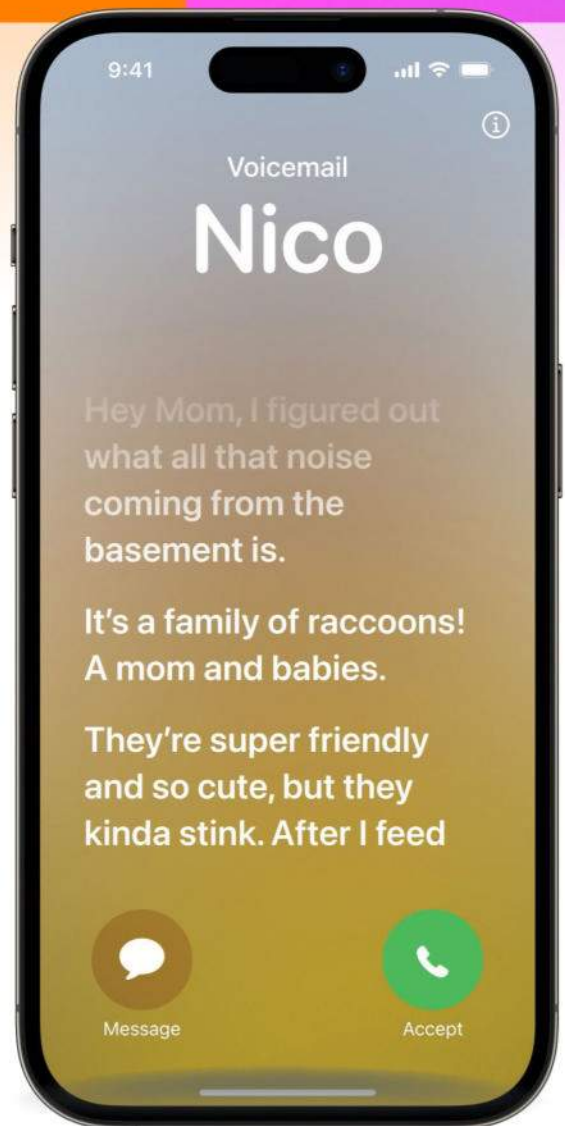 9:41
Voicemail
Nico
Hey Mom, I figured out
what all that noise
coming from the
basement is.
It's a family of raccoons!
A mom and babies.
They're super friendly
and so cute, but they
kinda stink. After I feed
Message
Accept